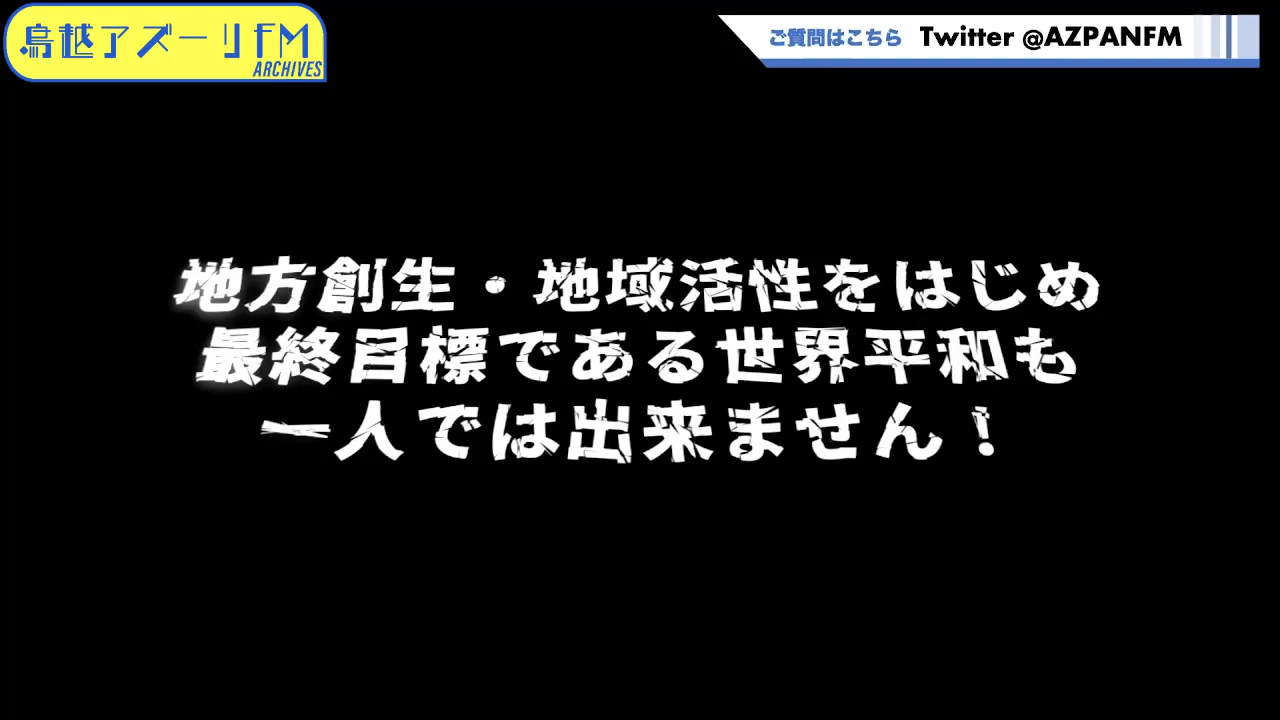 鳥越アズーリFM
ARCHIVES
ご質問はこちら Twitter @AZPANFM
地方創生・地域活性をはじめ
最終目標である世界平和も
一人では出来ません！